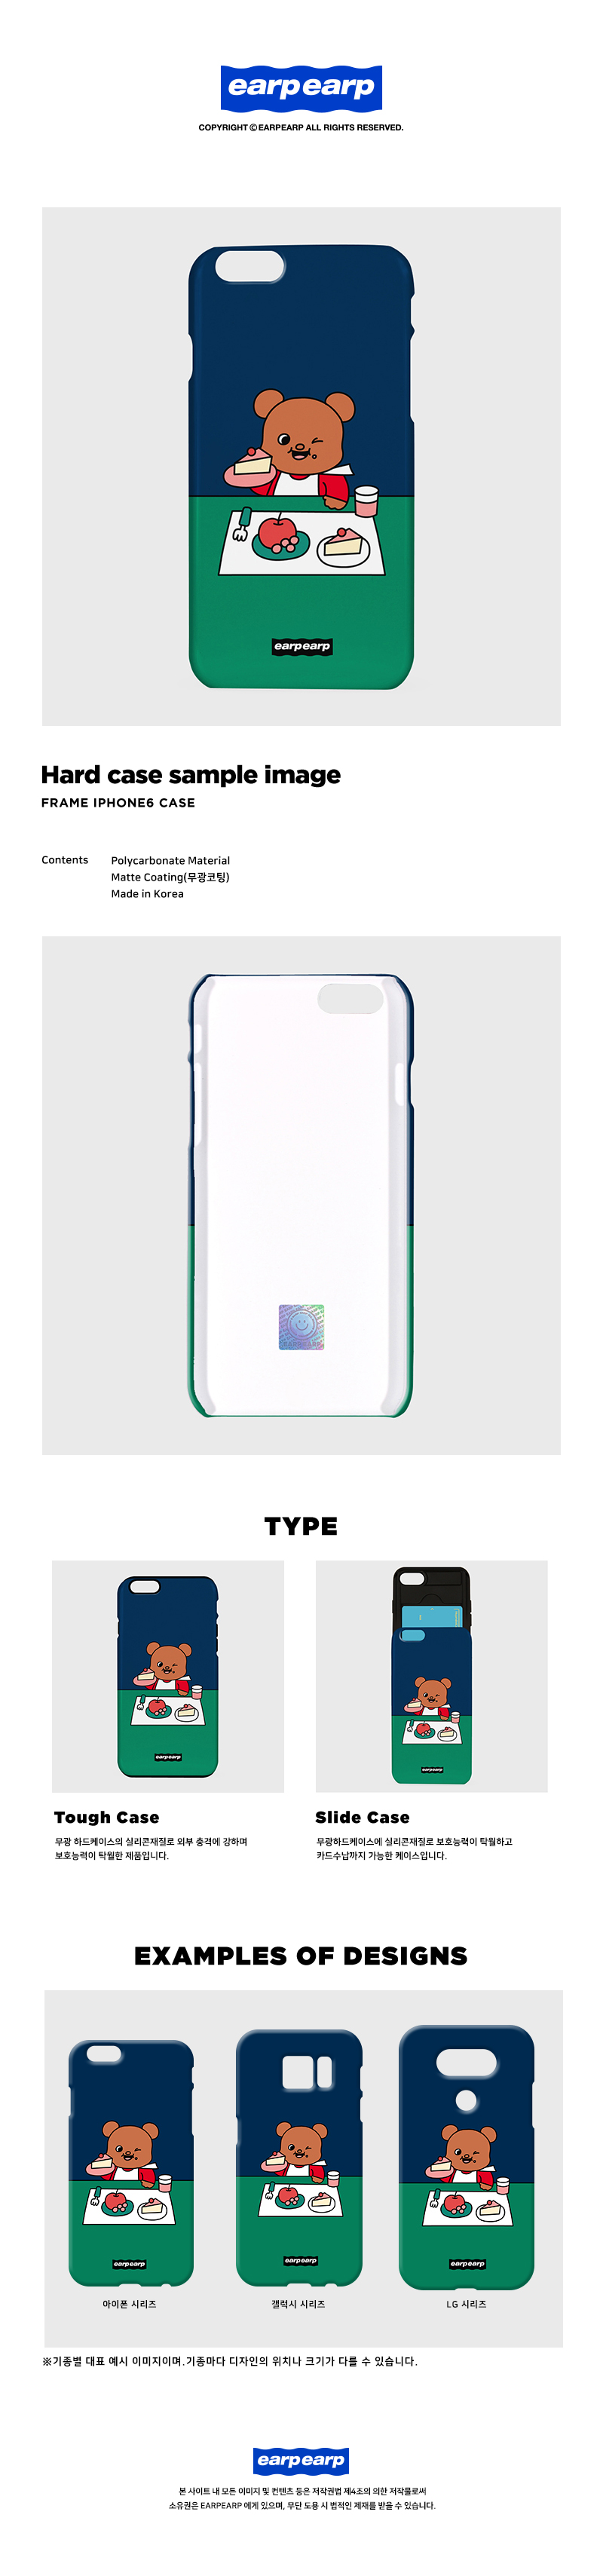 earpearp
COPYRIGHT © EARPEARP ALL RIGHTS RESERVED.
earpearp
Hard case sample image
FRAME IPHONE6 CASE
Contents
Polycarbonate Material
Matte Coating(무광코팅)
Made in Korea
EARPEARP
TYPE
earpearp
earpearp
Tough Case
무광 하드케이스의 실리콘재질로 외부 충격에 강하며
보호능력이 탁월한 제품입니다.
Slide Case
무광하드케이스에 실리콘재질로 보호능력이 탁월하고
카드수납까지 가능한 케이스입니다.
EXAMPLES OF DESIGNS
earpearp
earpearp
earpearp
아이폰 시리즈
갤럭시 시리즈
LG 시리즈
※기종별 대표 예시 이미지이며.기종마다 디자인의 위치나 크기가 다를 수 있습니다.
earpearp
본 사이트 내 모든 이미지 및 컨텐츠 등은 저작권법 제4조의 의한 저작물로써
소유권은 EARPEARP 에게 있으며, 무단 도용 시 법적인 제재를 받을 수 있습니다.